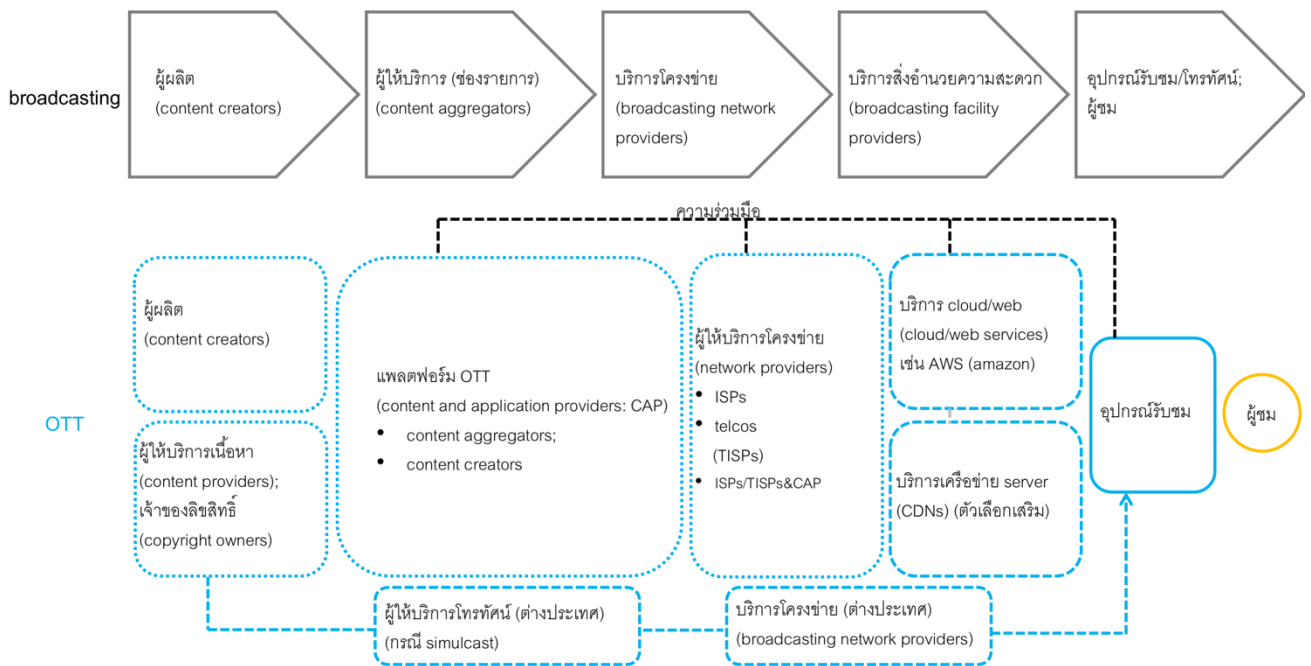 broadcasting
ผู้ผลิต
(content creators)
ผู้ให้บริการ (ช่องรายการ)
(content aggregators)
บริการโครงข่าย
(broadcasting network
providers)
บริการสิ่งอำนวยความสะดวก
(broadcasting facility
providers)
อุปกรณ์รับชม/โทรทัศน์;
ผู้ชม
ความร่วมมือ
OTT
ผู้ผลิต
(content creators)
ผู้ให้บริการเนื้อหา
(content providers);
เจ้าของลิขสิทธิ์
(copyright owners)
แพลตฟอร์ม OTT
(content and application providers: CAP)
• content aggregators;
• content creators
ผู้ให้บริการโครงข่าย
(network providers)
• ISPs
• telcos
(TISPs)
• ISPs/TISPs&CAP
บริการ cloud/web
(cloud/web services)
เช่น AWS (amazon)
บริการเครือข่าย server
(CDNs) (ตัวเลือกเสริม)
อุปกรณ์รับชม
ผู้ชม
ผู้ให้บริการโทรทัศน์ (ต่างประเทศ)
(กรณี simulcast)
บริการโครงข่าย (ต่างประเทศ)
(broadcasting network providers)